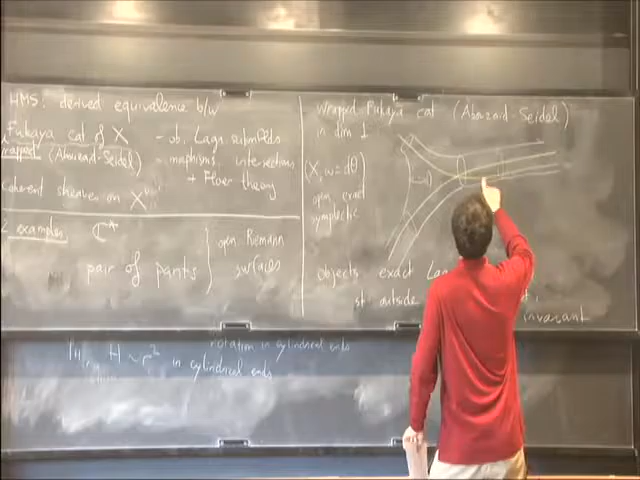 HMS: derived equivalence b/w
Fukaya cat of X
wrapped (Abouzaid-Seidel)
- ob. Lags. submflds
- morphisms: intersections
+ Floer theory
coherent sheaves on X
2 examples
ℂ*
pair of pants
open Riemann
surfaces
Wrapped Fukaya cat (Abouzaid-Seidel)
in dim 1
(X, ω = dθ)
open, exact
symplectic
objects exact
st. outside
invariant
rotation in cylindrical ends
H ~ r² in cylindrical ends